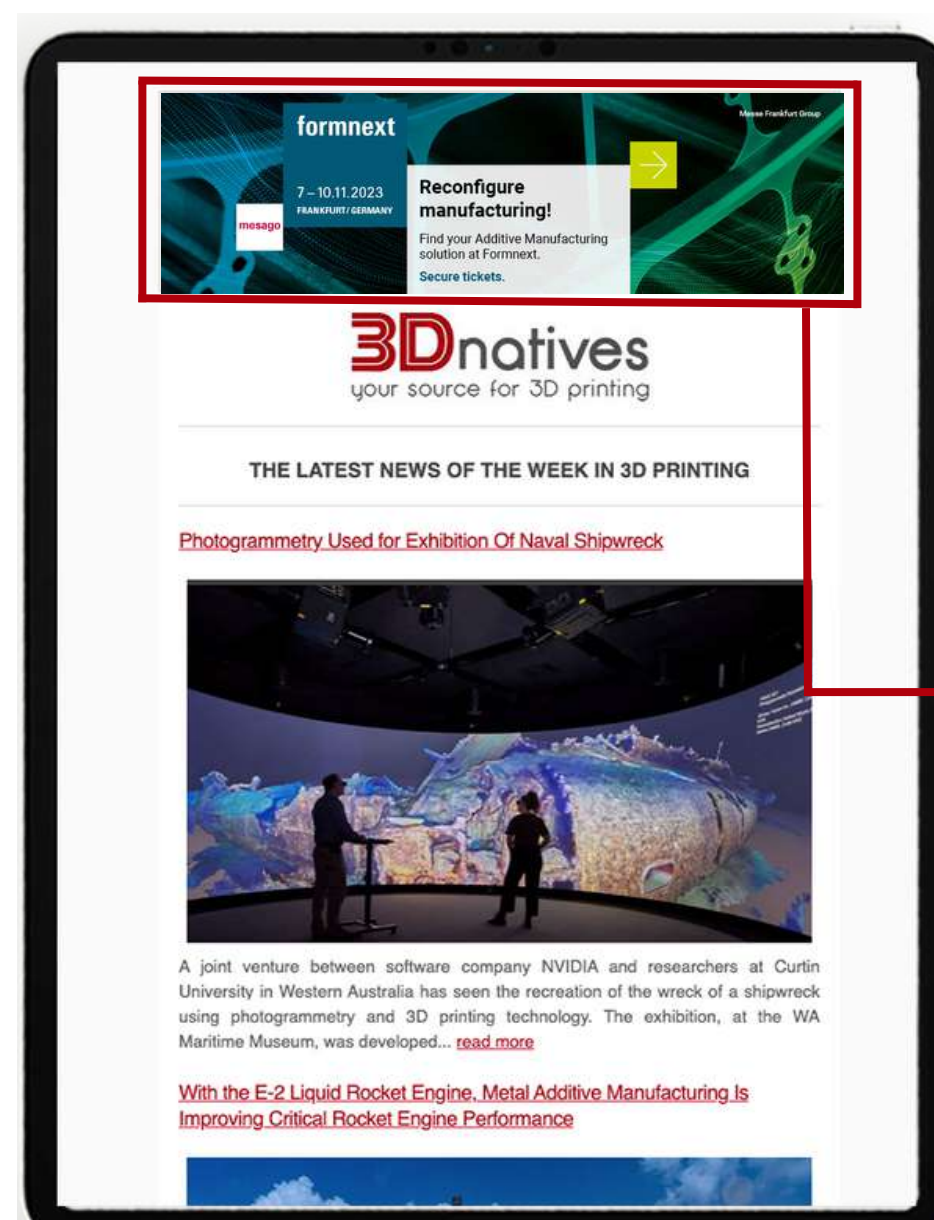 formnext
Messe Frankfurt Group
7 – 10.11.2023
FRANKFURT/ GERMANY
mesago
Reconfigure
manufacturing!
Find your Additive Manufacturing
solution at Formnext.
Secure tickets.
3Dnatives
your source for 3D printing
THE LATEST NEWS OF THE WEEK IN 3D PRINTING
Photogrammetry Used for Exhibition Of Naval Shipwreck
A joint venture between software company NVIDIA and researchers at Curtin
University in Western Australia has seen the recreation of the wreck of a shipwreck
using photogrammetry and 3D printing technology. The exhibition, at the WA
Maritime Museum, was developed... read more
With the E-2 Liquid Rocket Engine, Metal Additive Manufacturing Is
Improving Critical Rocket Engine Performance